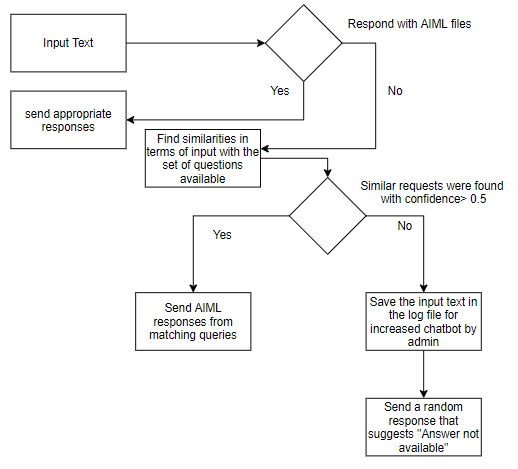 Respond with AIML files
Input Text
Yes
No
send appropriate
responses
Find similarities in
terms of input with the
set of questions
available
Similar requests were found
with confidence> 0.5
Yes
No
Send AIML
responses from
matching queries
Save the input text in
the log file for
increased chatbot by
admin
Send a random
response that
suggests "Answer not
available"